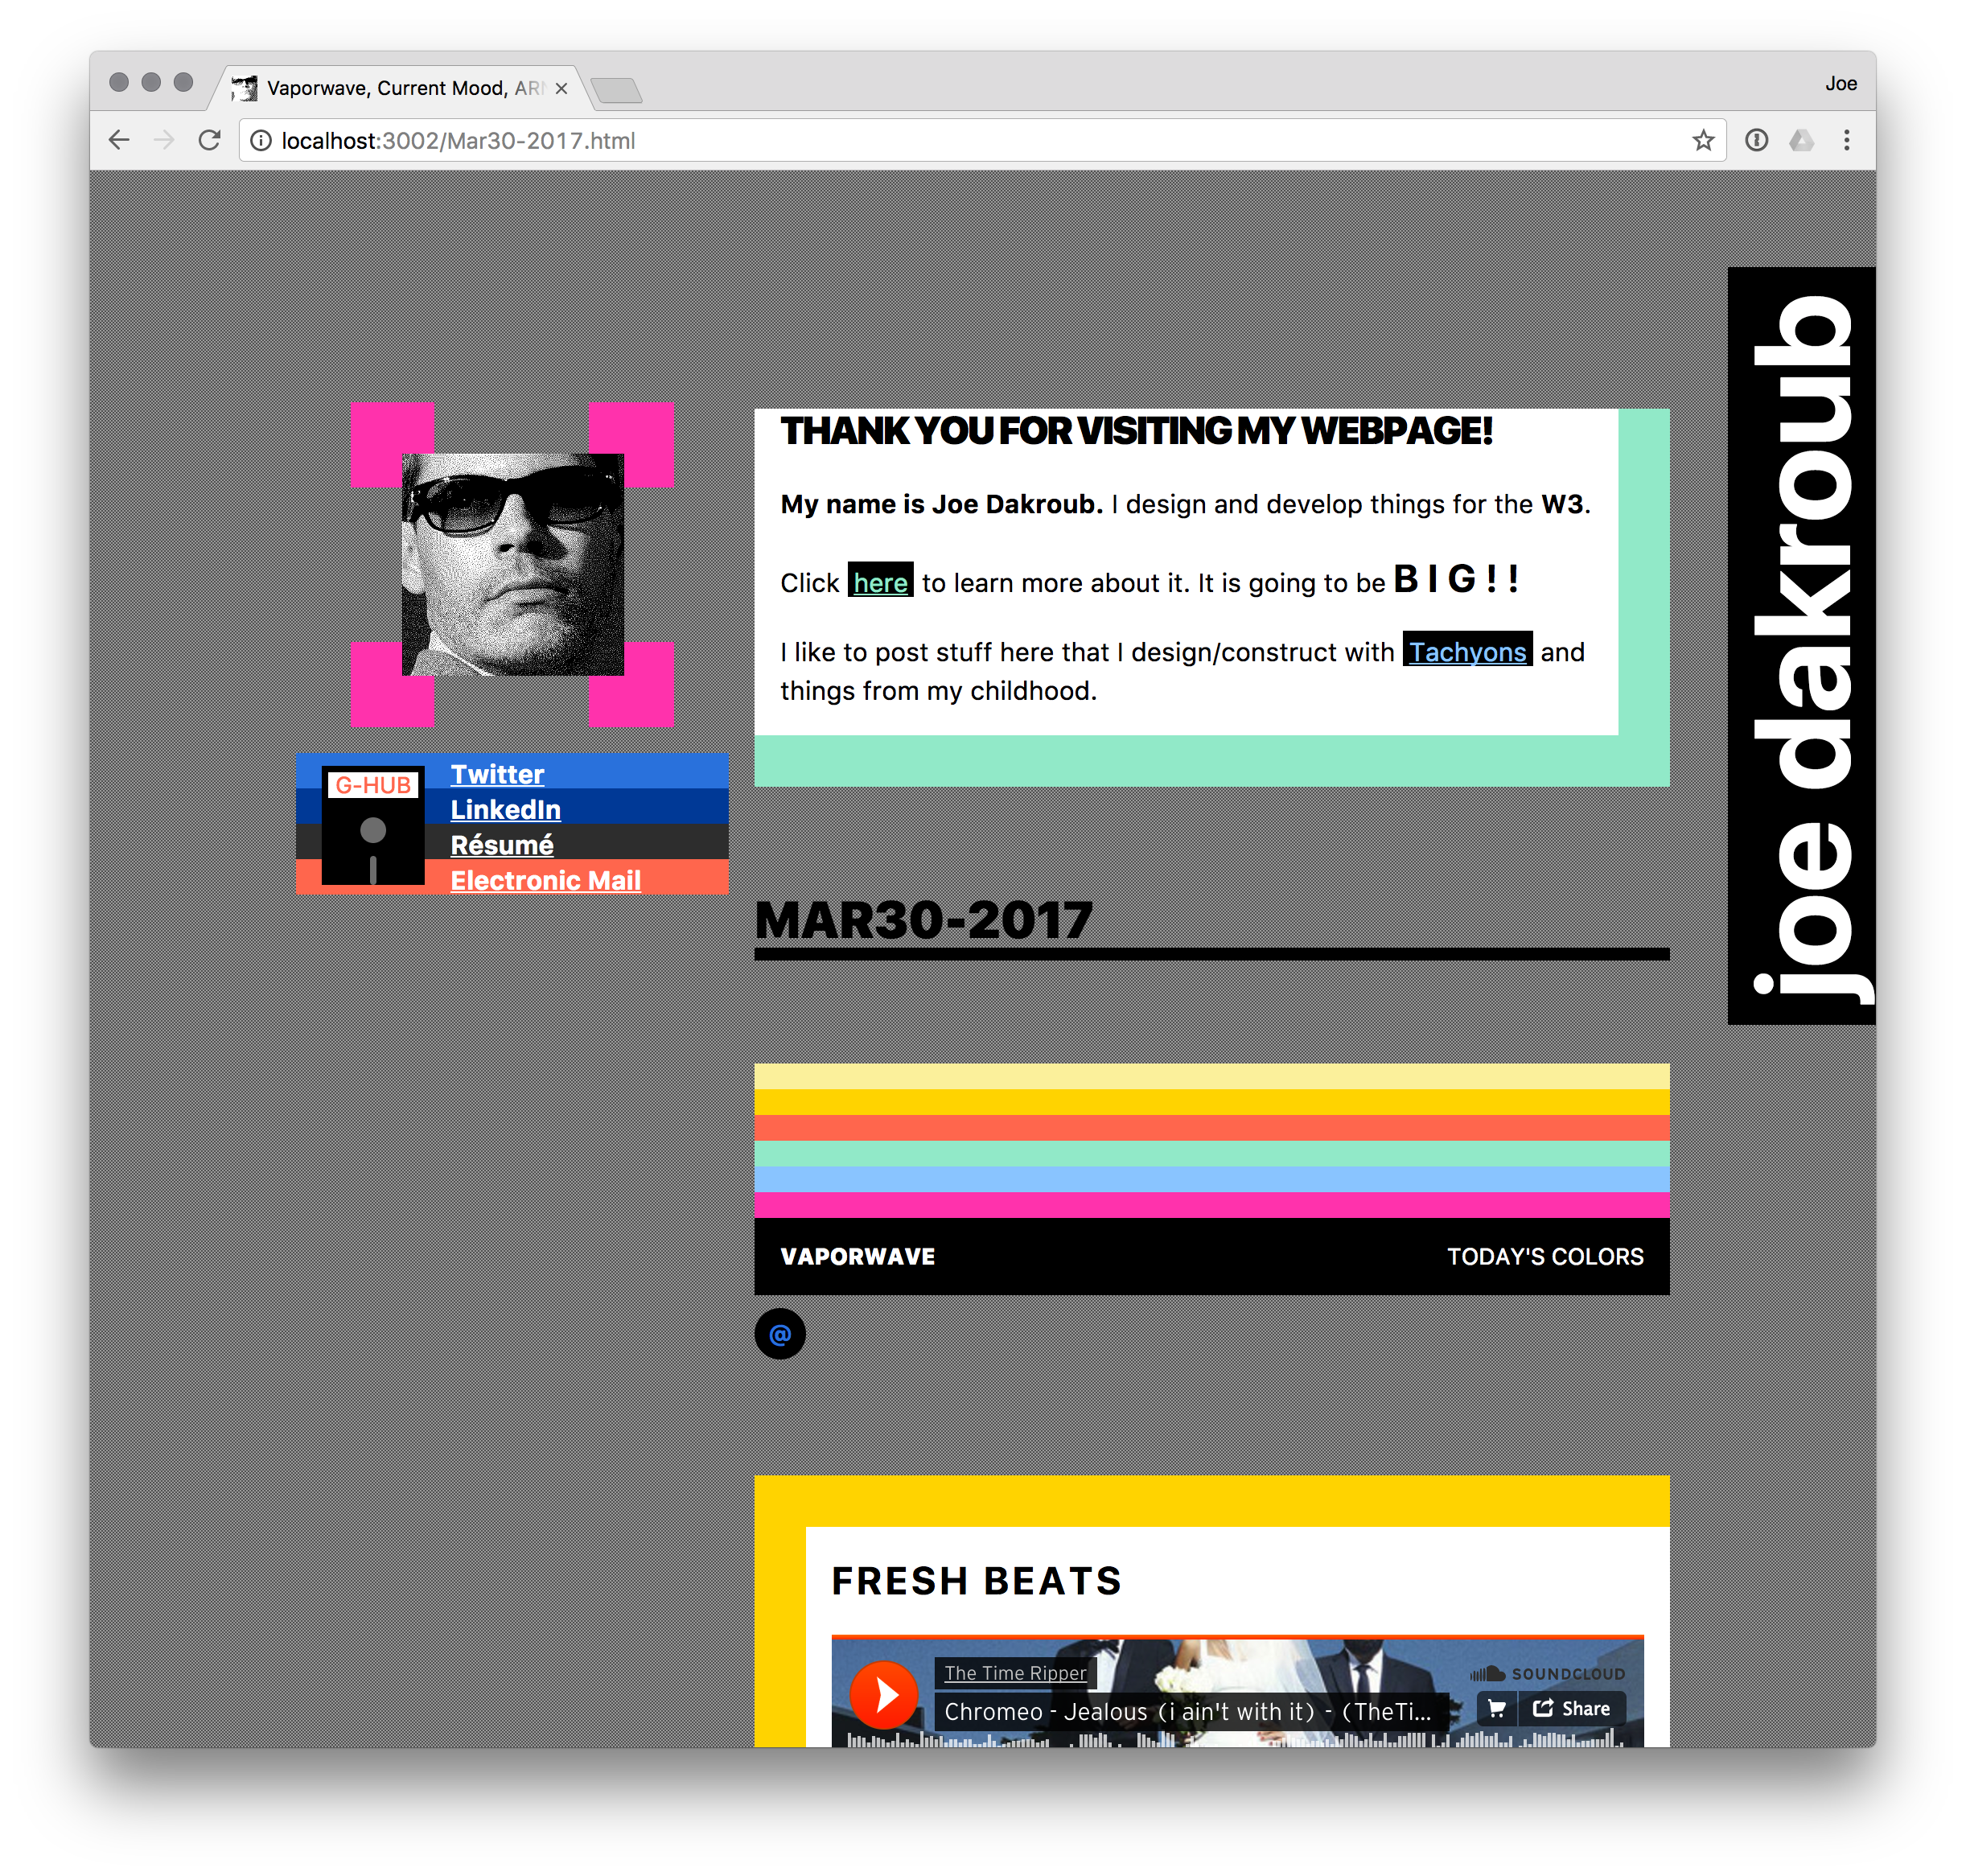 Vaporwave, Current Mood, ARN
Joe
localhost:3002/Mar30-2017.html
joe dakroub
THANK YOU FOR VISITING MY WEBPAGE!
My name is Joe Dakroub. I design and develop things for the W3.
Click here to learn more about it. It is going to be B I G ! !
I like to post stuff here that I design/construct with Tachyons and
things from my childhood.
G-HUB
Twitter
LinkedIn
Résumé
Electronic Mail
MAR30-2017
VAPORWAVE
TODAY'S COLORS
@
FRESH BEATS
The Time Ripper
SOUNDCLOUD
Chromeo - Jealous (i ain't with it) - (TheTi...
Share